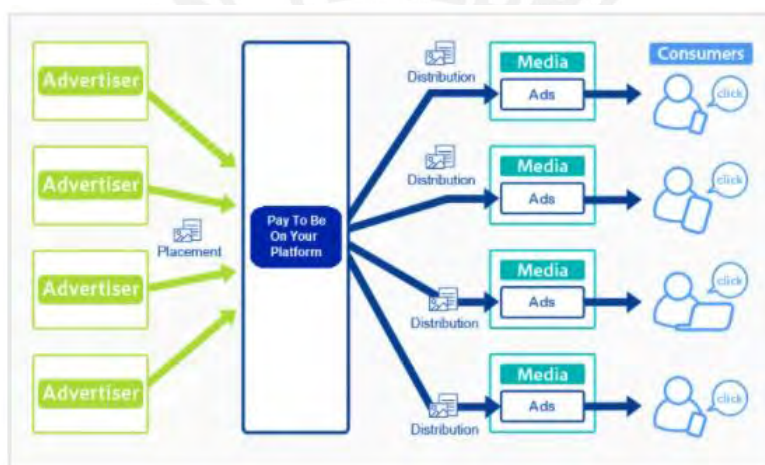 Advertiser
Advertiser
Advertiser
Advertiser
Placement
Pay To Be
On Your
Platform
Distribution
Distribution
Distribution
Distribution
Media
Ads
Media
Ads
Media
Ads
Media
Ads
Consumers
click
click
click
click